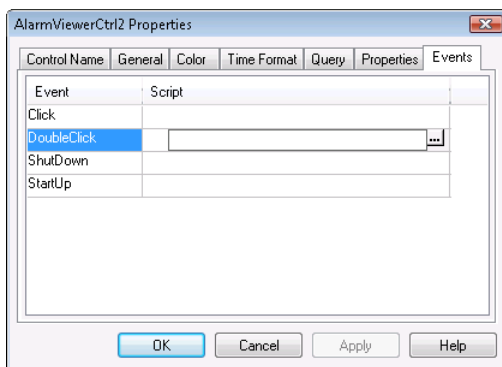 AlarmViewerCtrl2 Properties
Control Name General Color Time Format Query Properties Events
Event Script
Click
DoubleClick
...
ShutDown
StartUp
OK Cancel Apply Help